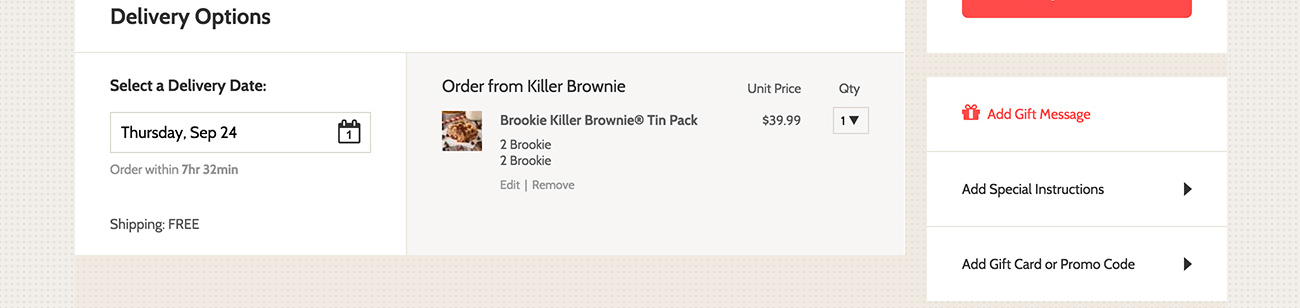 Delivery Options
Select a Delivery Date:
Thursday, Sep 24
1
Order within 7hr 32min
Shipping: FREE
Order from Killer Brownie
Unit Price
Qty
Brookie Killer Brownie® Tin Pack
$39.99
1▼
2 Brookie
2 Brookie
Edit | Remove
Add Gift Message
Add Special Instructions
Add Gift Card or Promo Code